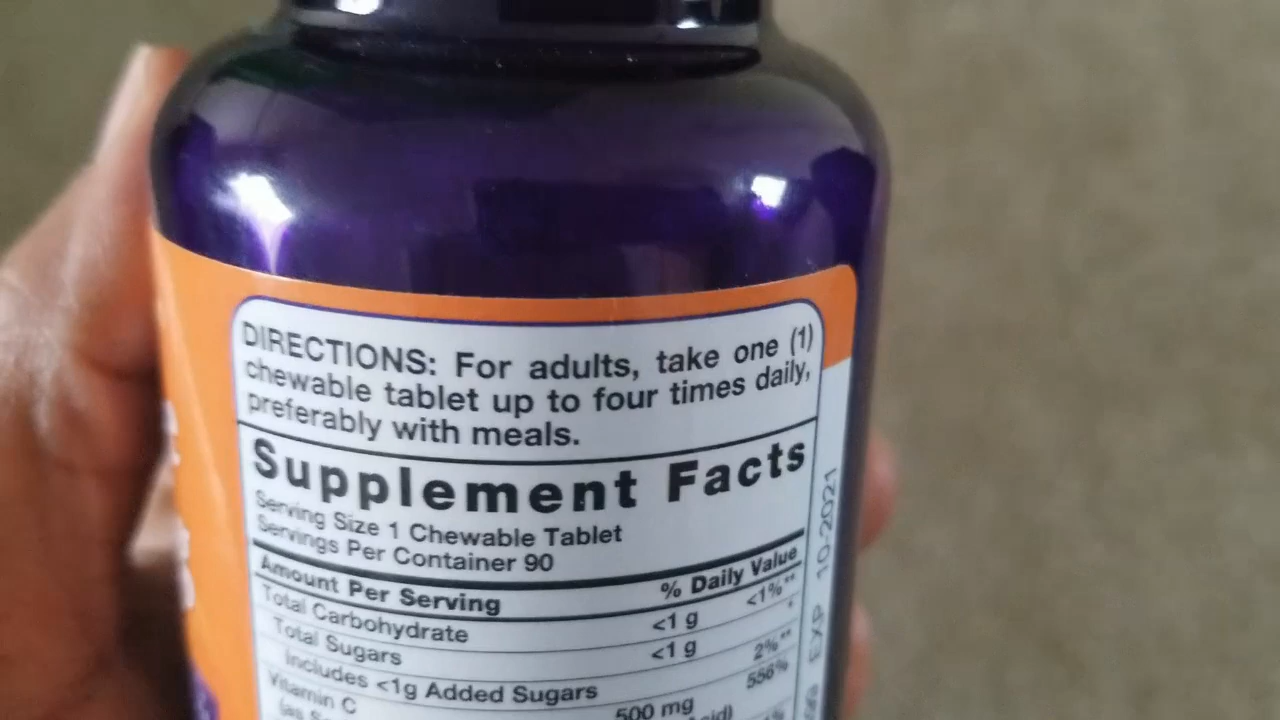 DIRECTIONS: For adults, take one (1)
chewable tablet up to four times daily,
preferably with meals.
Supplement Facts
Serving Size 1 Chewable Tablet
Servings Per Container 90
Amount Per Serving % Daily Value
Total Carbohydrate <1 g <1%**
Total Sugars <1 g *
Includes <1g Added Sugars 2%**
Vitamin C 500 mg 556%
(as
EXP 10-2021